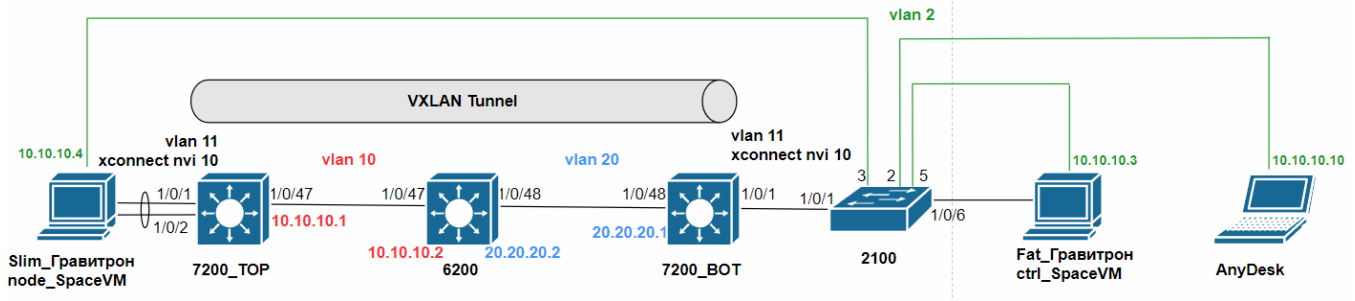 vlan 2
VXLAN Tunnel
vlan 11
xconnect nvi 10
vlan 10
vlan 20
vlan 11
xconnect nvi 10
10.10.10.4
10.10.10.3
10.10.10.10
3
2
5
1/0/1
1/0/2
1/0/47
10.10.10.1
1/0/47
1/0/48
10.10.10.2
20.20.20.2
1/0/48
20.20.20.1
1/0/1
1/0/1
1/0/6
Slim_Гравитрон
node_SpaceVM
7200_TOP
6200
7200_BOT
2100
Fat_Гравитрон
ctrl_SpaceVM
AnyDesk